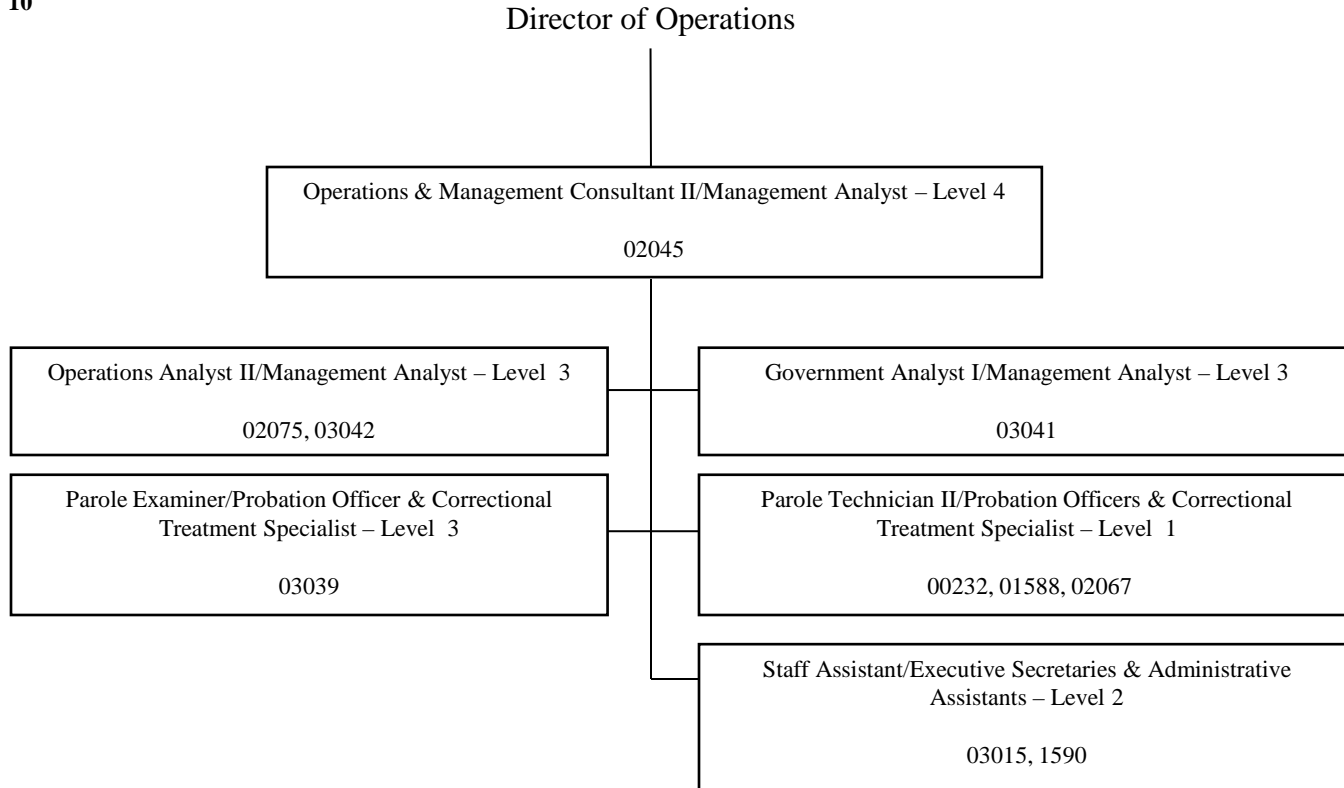 10
Director of Operations
Operations & Management Consultant II/Management Analyst – Level 4
02045
Operations Analyst II/Management Analyst – Level 3
02075, 03042
Government Analyst I/Management Analyst – Level 3
03041
Parole Examiner/Probation Officer & Correctional
Treatment Specialist – Level 3
03039
Parole Technician II/Probation Officers & Correctional
Treatment Specialist – Level 1
00232, 01588, 02067
Staff Assistant/Executive Secretaries & Administrative
Assistants – Level 2
03015, 1590